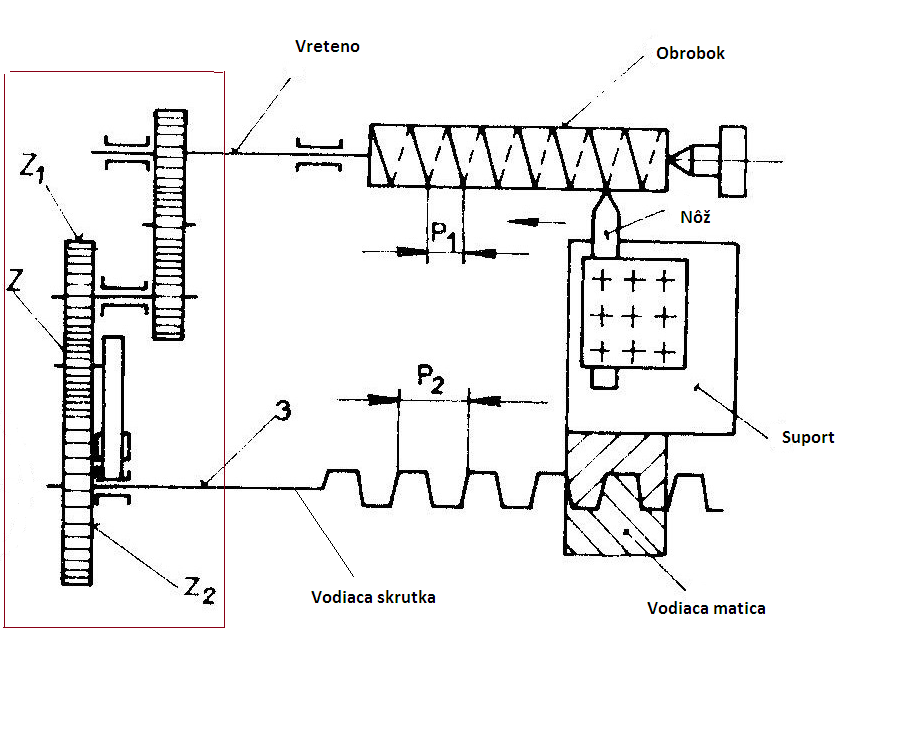 Vreteno
Obrobok
Z1
Nôž
P1
Z
P2
3
Suport
Z2
Vodiaca skrutka
Vodiaca matica